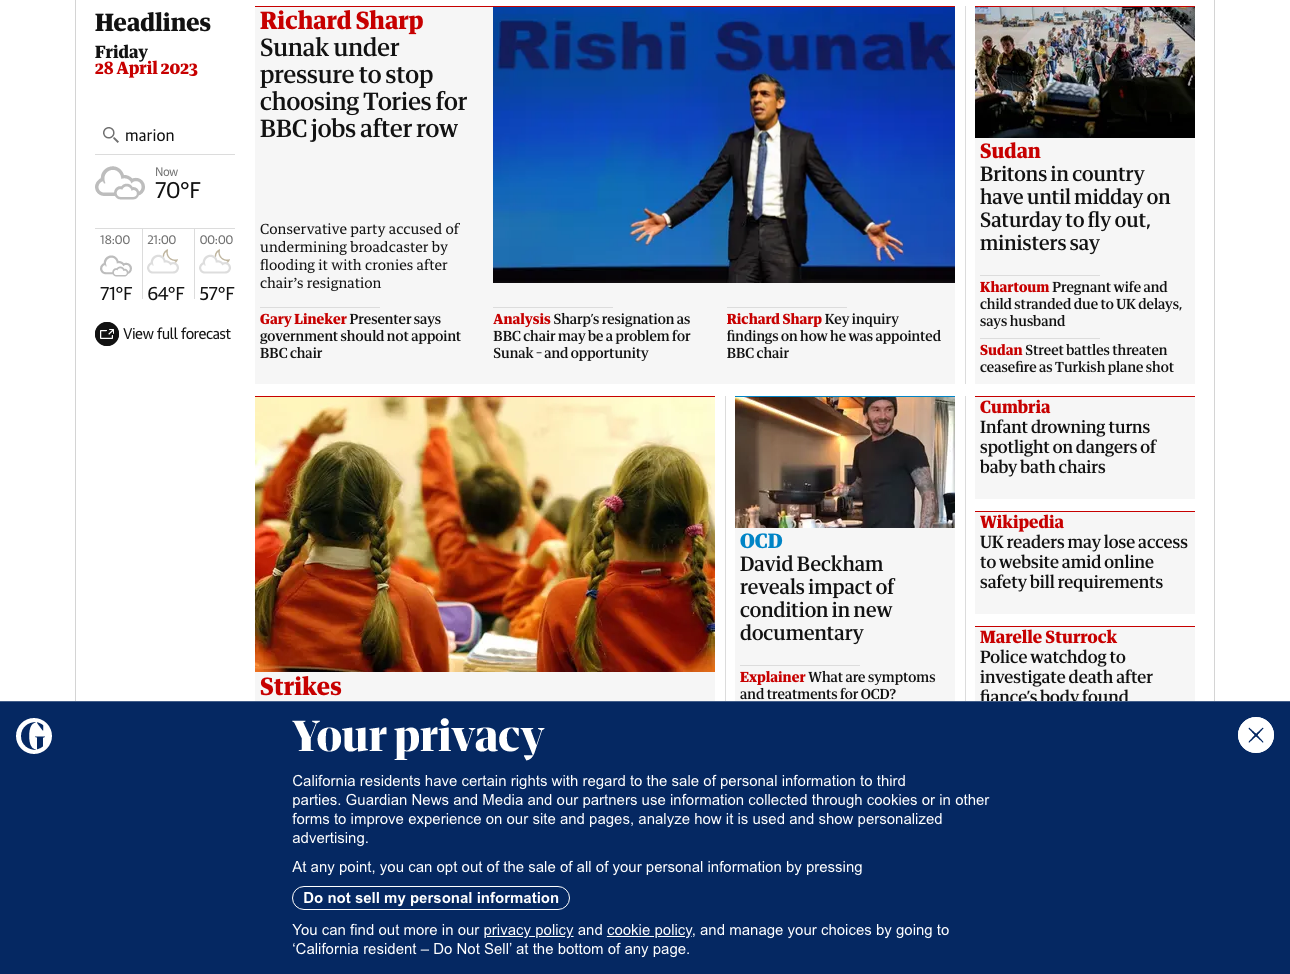 Headlines
Friday
28 April 2023
marion
Now
70°F
18:00
71°F
21:00
64°F
00:00
57°F
View full forecast
Richard Sharp
Sunak under
pressure to stop
choosing Tories for
BBC jobs after row
Conservative party accused of
undermining broadcaster by
flooding it with cronies after
chair’s resignation
Rishi Sunak
Gary Lineker Presenter says
government should not appoint
BBC chair
Analysis Sharp’s resignation as
BBC chair may be a problem for
Sunak – and opportunity
Richard Sharp Key inquiry
findings on how he was appointed
BBC chair
Sudan
Britons in country
have until midday on
Saturday to fly out,
ministers say
Khartoum Pregnant wife and
child stranded due to UK delays,
says husband
Sudan Street battles threaten
ceasefire as Turkish plane shot
Strikes
OCD
David Beckham
reveals impact of
condition in new
documentary
Explainer What are symptoms
and treatments for OCD?
Cumbria
Infant drowning turns
spotlight on dangers of
baby bath chairs
Wikipedia
UK readers may lose access
to website amid online
safety bill requirements
Marelle Sturrock
Police watchdog to
investigate death after
fiance’s body found
G
Your privacy
California residents have certain rights with regard to the sale of personal information to third
parties. Guardian News and Media and our partners use information collected through cookies or in other
forms to improve experience on our site and pages, analyze how it is used and show personalized
advertising.
At any point, you can opt out of the sale of all of your personal information by pressing
Do not sell my personal information
You can find out more in our privacy policy and cookie policy, and manage your choices by going to
‘California resident – Do Not Sell’ at the bottom of any page.